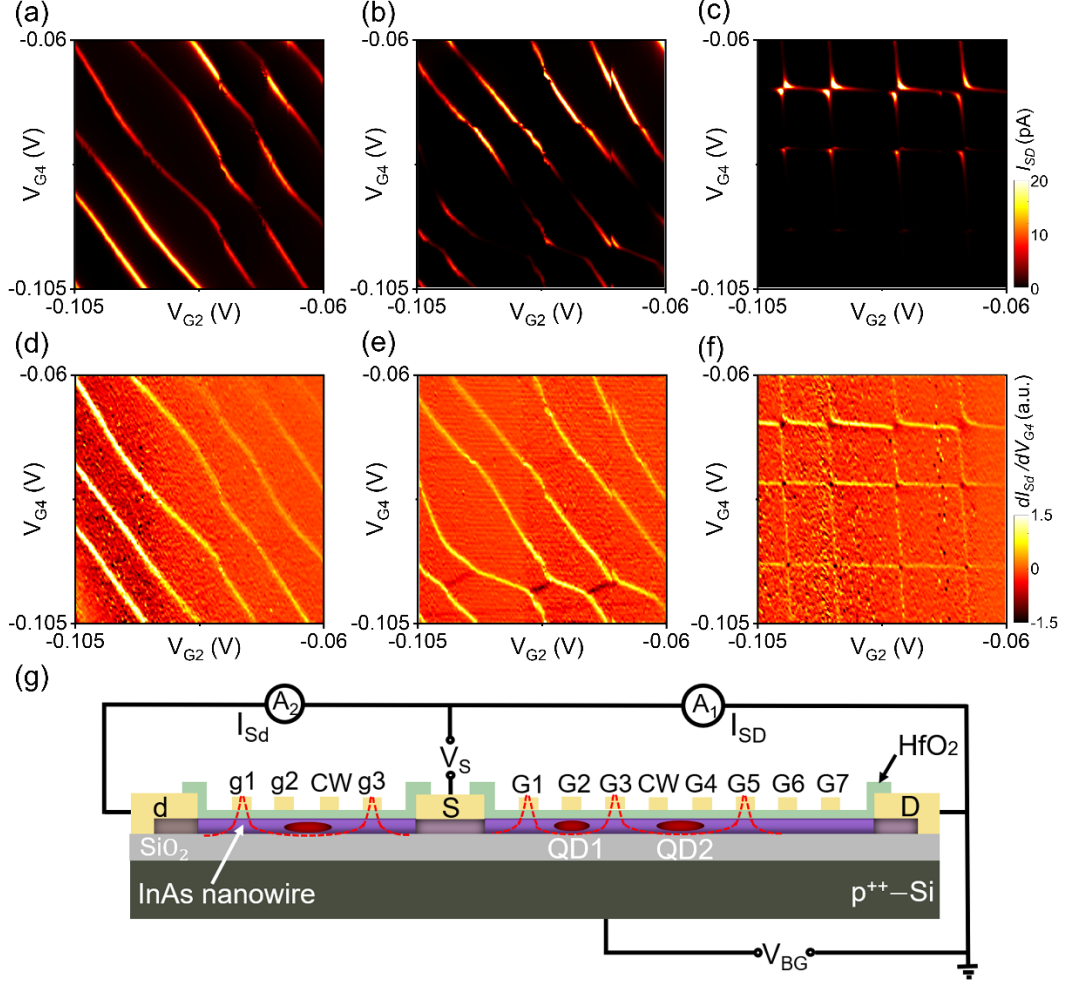 (a) (b) (c)
-0.06 -0.06 -0.06
V_G4 (V) V_G4 (V) V_G4 (V)
I_SD (pA)
20
10
0
-0.105 -0.105 -0.105
-0.105 -0.06 -0.105 -0.06 -0.105 -0.06
V_G2 (V) V_G2 (V) V_G2 (V)
(d) (e) (f)
-0.06 -0.06 -0.06
V_G4 (V) V_G4 (V) V_G4 (V)
dI_Sd/dV_G4 (a.u.)
1.5
0
-1.5
-0.105 -0.105 -0.105
-0.105 -0.06 -0.105 -0.06 -0.105 -0.06
V_G2 (V) V_G2 (V) V_G2 (V)
(g)
A_2 A_1
I_Sd I_SD
V_S
HfO_2
g1 g2 CW g3 G1 G2 G3 CW G4 G5 G6 G7
d S D
SiO_2 QD1 QD2
InAs nanowire p^++–Si
V_BG